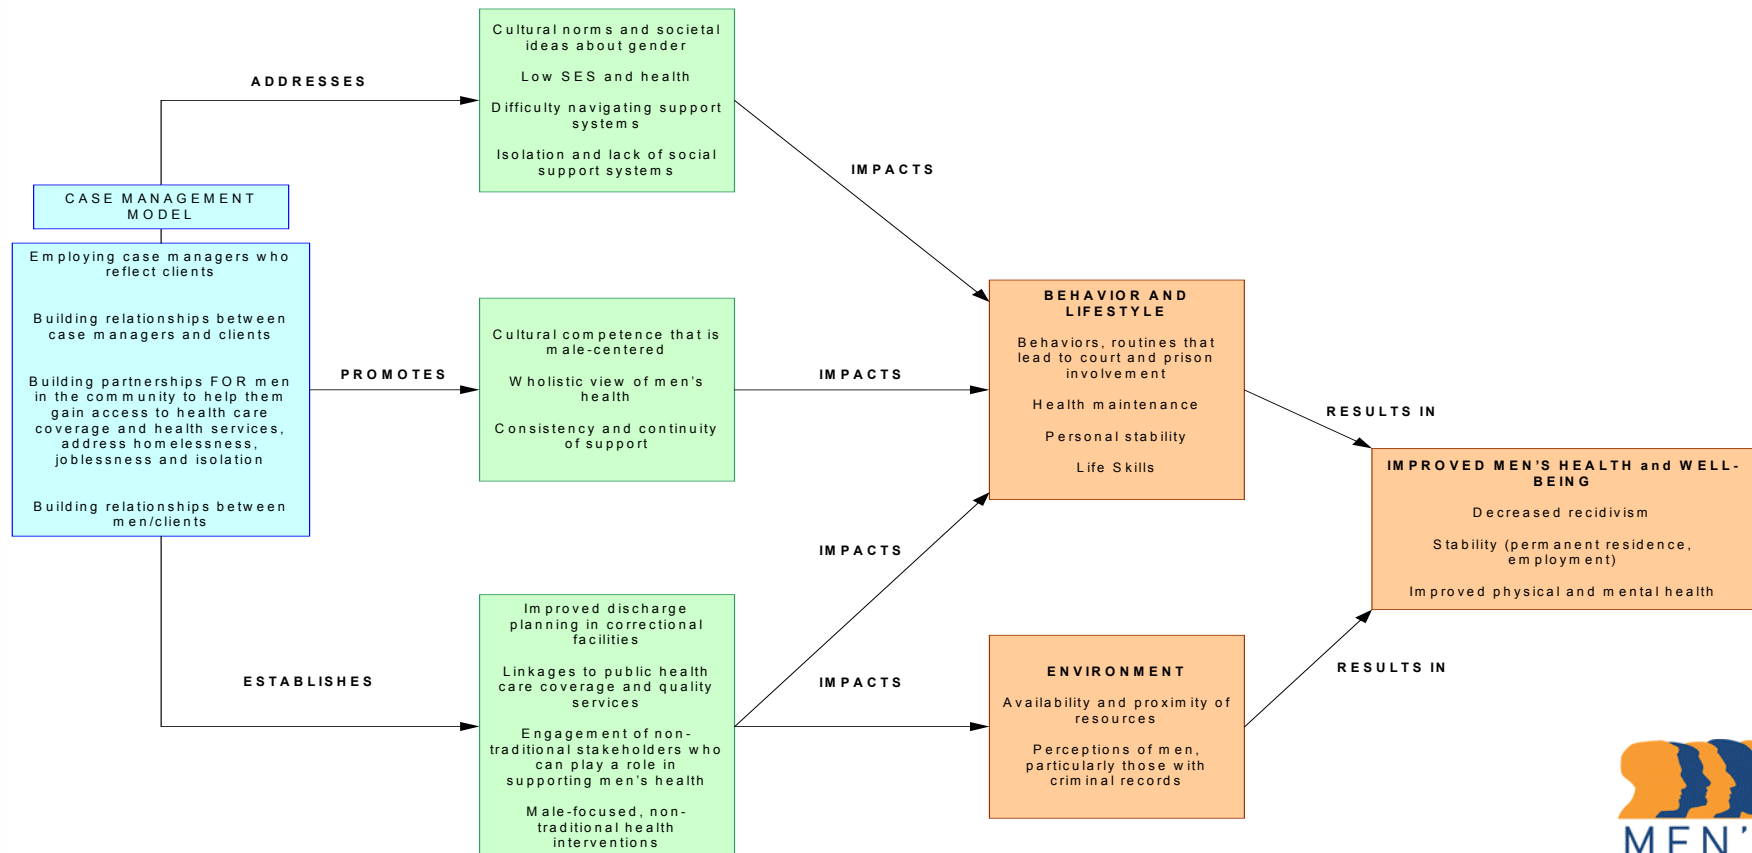 Cultural norms and societal
ideas about gender
Low SES and health
Difficulty navigating support
systems
Isolation and lack of social
support systems
ADDRESSES
IMPACTS
CASE MANAGEMENT
MODEL
Employing case managers who
reflect clients
Building relationships between
case managers and clients
Building partnerships FOR men
in the community to help them
gain access to health care
coverage and health services,
address homelessness,
joblessness and isolation
Building relationships between
men/clients
PROMOTES
Cultural competence that is
male-centered
Wholistic view of men's
health
Consistency and continuity
of support
IMPACTS
BEHAVIOR AND
LIFESTYLE
Behaviors, routines that
lead to court and prison
involvement
Health maintenance
Personal stability
Life Skills
RESULTS IN
IMPROVED MEN'S HEALTH and WELL-
BEING
Decreased recidivism
Stability (permanent residence,
employment)
Improved physical and mental health
IMPACTS
ESTABLISHES
Improved discharge
planning in correctional
facilities
Linkages to public health
care coverage and quality
services
Engagement of non-
traditional stakeholders who
can play a role in
supporting men's health
Male-focused, non-
traditional health
interventions
IMPACTS
ENVIRONMENT
Availability and proximity of
resources
Perceptions of men,
particularly those with
criminal records
RESULTS IN
MEN'